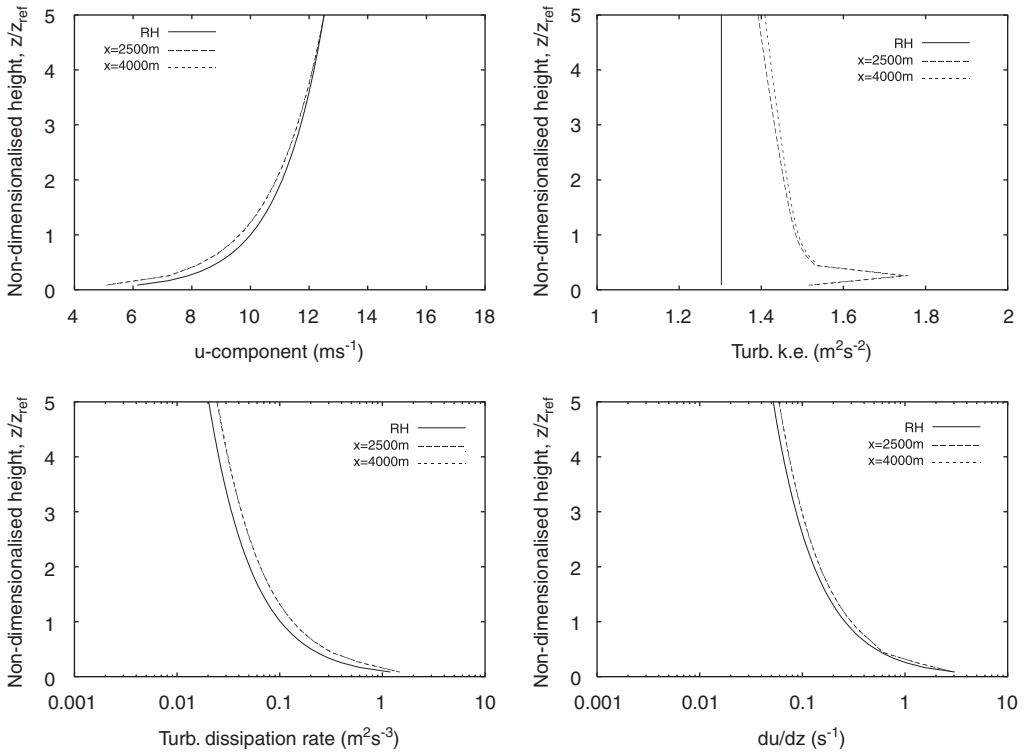 Non-dimensionalised height, z/z_ref
5
4
3
2
1
0
RH
x=2500m
x=4000m
4 6 8 10 12 14 16 18
u-component (ms⁻¹)
Non-dimensionalised height, z/z_ref
5
4
3
2
1
0
RH
x=2500m
x=4000m
1 1.2 1.4 1.6 1.8 2
Turb. k.e. (m²s⁻²)
Non-dimensionalised height, z/z_ref
5
4
3
2
1
0
RH
x=2500m
x=4000m
0.001 0.01 0.1 1 10
Turb. dissipation rate (m²s⁻³)
Non-dimensionalised height, z/z_ref
5
4
3
2
1
0
RH
x=2500m
x=4000m
0.001 0.01 0.1 1 10
du/dz (s⁻¹)